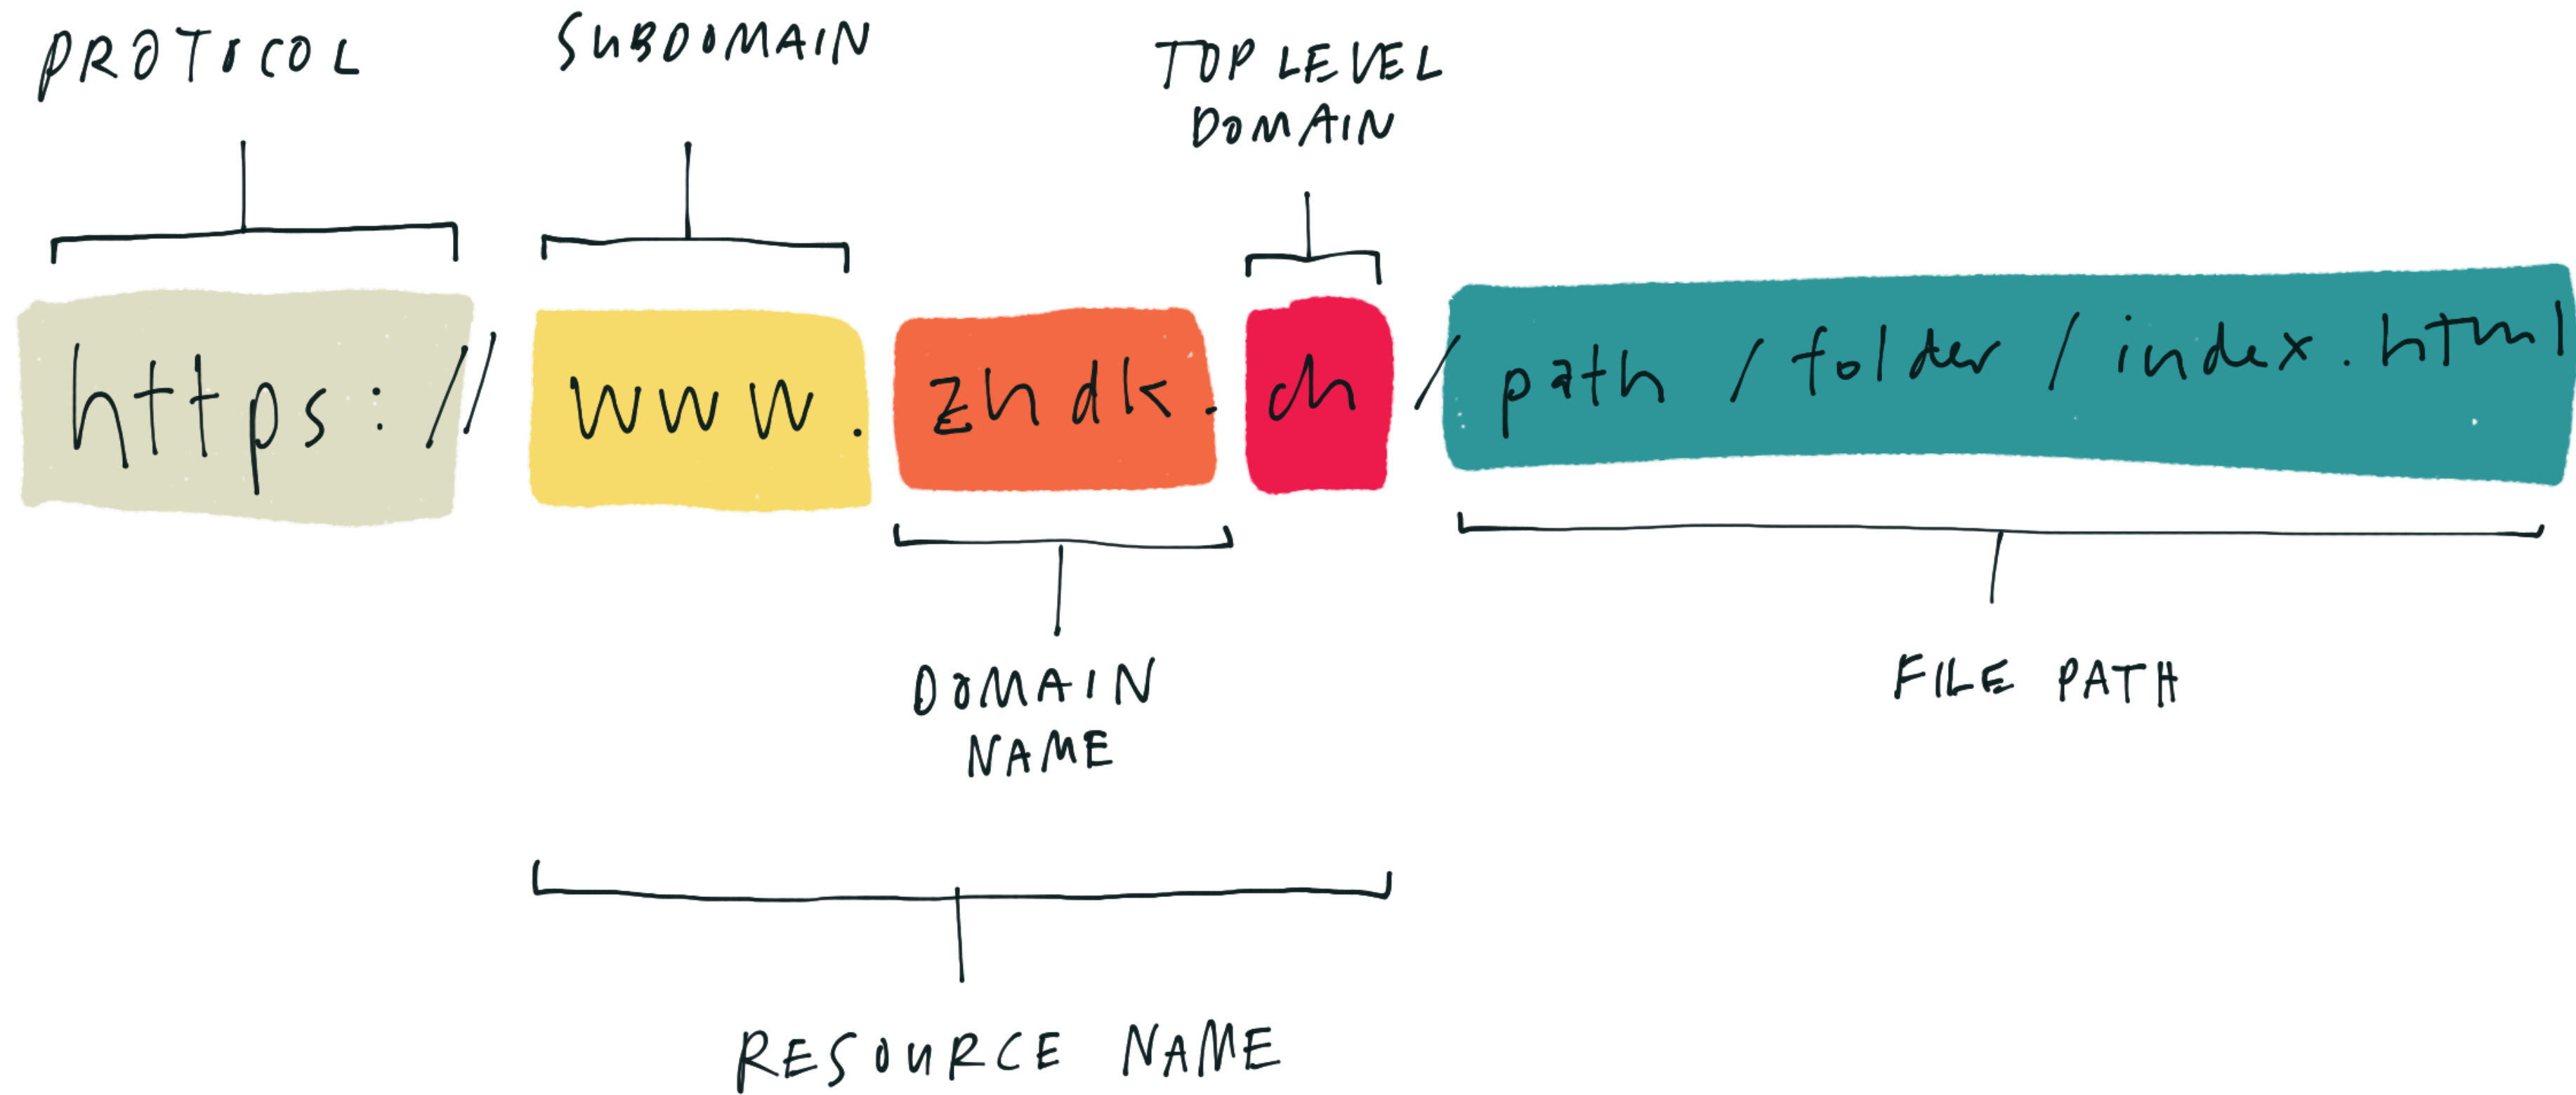 PROTOCOL
SUBDOMAIN
TOP LEVEL
DOMAIN
https://www.zhdk.ch/path/folder/index.html
DOMAIN
NAME
FILE PATH
RESOURCE NAME